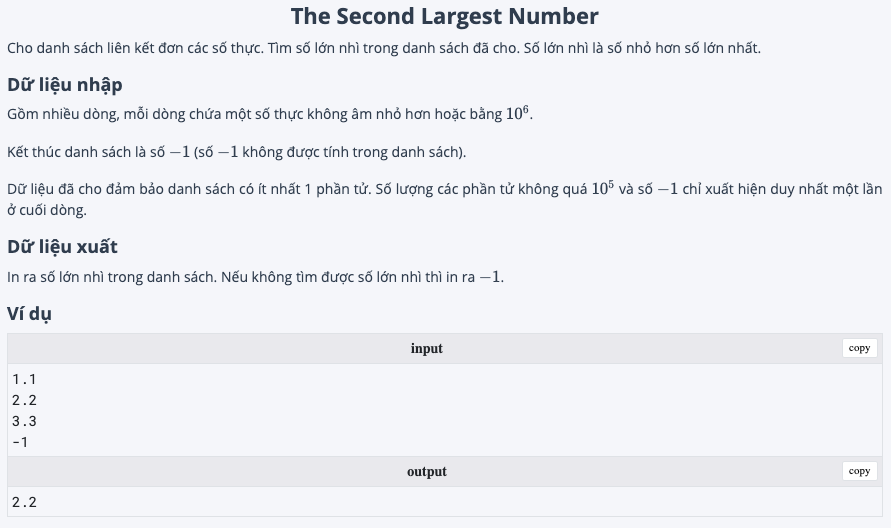 The Second Largest Number
Cho danh sách liên kết đơn các số thực. Tìm số lớn nhì trong danh sách đã cho. Số lớn nhì là số nhỏ hơn số lớn nhất.
Dữ liệu nhập
Gồm nhiều dòng, mỗi dòng chứa một số thực không âm nhỏ hơn hoặc bằng 10⁶.
Kết thúc danh sách là số −1 (số −1 không được tính trong danh sách).
Dữ liệu đã cho đảm bảo danh sách có ít nhất 1 phần tử. Số lượng các phần tử không quá 10⁵ và số −1 chỉ xuất hiện duy nhất một lần
ở cuối dòng.
Dữ liệu xuất
In ra số lớn nhì trong danh sách. Nếu không tìm được số lớn nhì thì in ra −1.
Ví dụ
input copy
1.1
2.2
3.3
-1
output copy
2.2